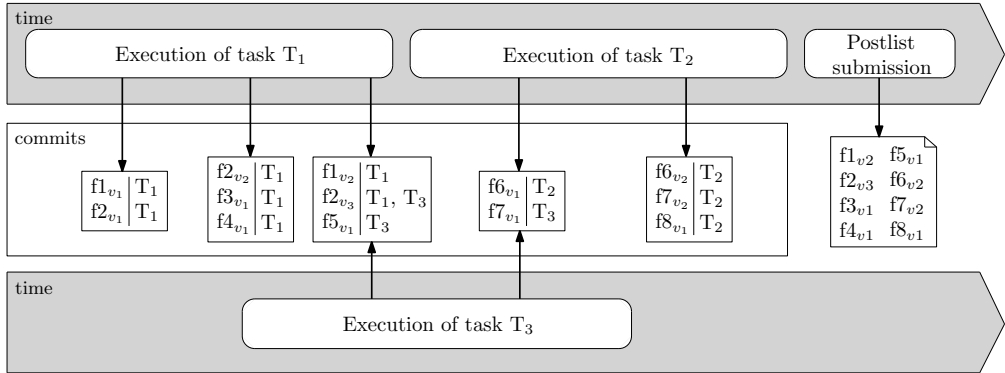 time
Execution of task T₁
Execution of task T₂
Postlist
submission
commits
f1ᵥ₁ T₁
f2ᵥ₁ T₁
f2ᵥ₂ T₁
f3ᵥ₁ T₁
f4ᵥ₁ T₁
f1ᵥ₂ T₁
f2ᵥ₃ T₁, T₃
f5ᵥ₁ T₃
f6ᵥ₁ T₂
f7ᵥ₁ T₃
f6ᵥ₂ T₂
f7ᵥ₂ T₂
f8ᵥ₁ T₂
f1ᵥ₂ f5ᵥ₁
f2ᵥ₃ f6ᵥ₂
f3ᵥ₁ f7ᵥ₂
f4ᵥ₁ f8ᵥ₁
time
Execution of task T₃